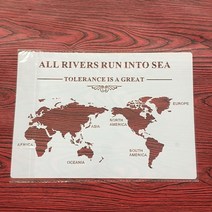 ALL RIVERS RUN INTO SEA
TOLERANCE IS A GREAT
EUROPE
ASIA
NORTH
AMERICA
AFRICA
SOUTH
AMERICA
OCEANIA